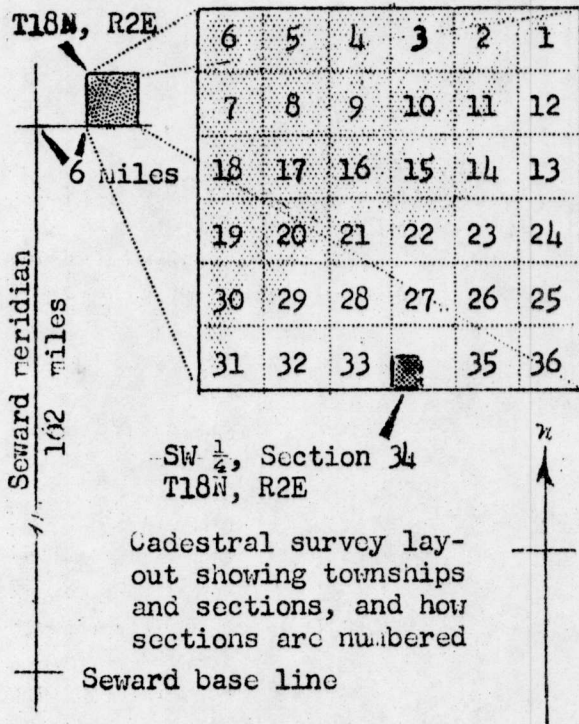 T18N, R2E
6 5 4 3 2 1
7 8 9 10 11 12
6 miles
18 17 16 15 14 13
19 20 21 22 23 24
30 29 28 27 26 25
31 32 33 35 36
Seward meridian
102 miles
SW 1/4, Section 34
T18N, R2E
n
Cadestral survey lay-
out showing townships
and sections, and how
sections are numbered
Seward base line